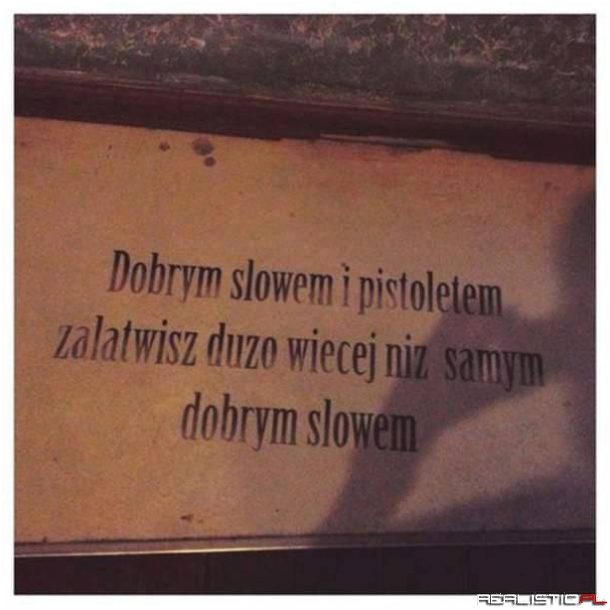 Dobrym slowem i pistoletem
zalatwisz duzo wiecej niz samym
dobrym slowem
REALISTIC.PL